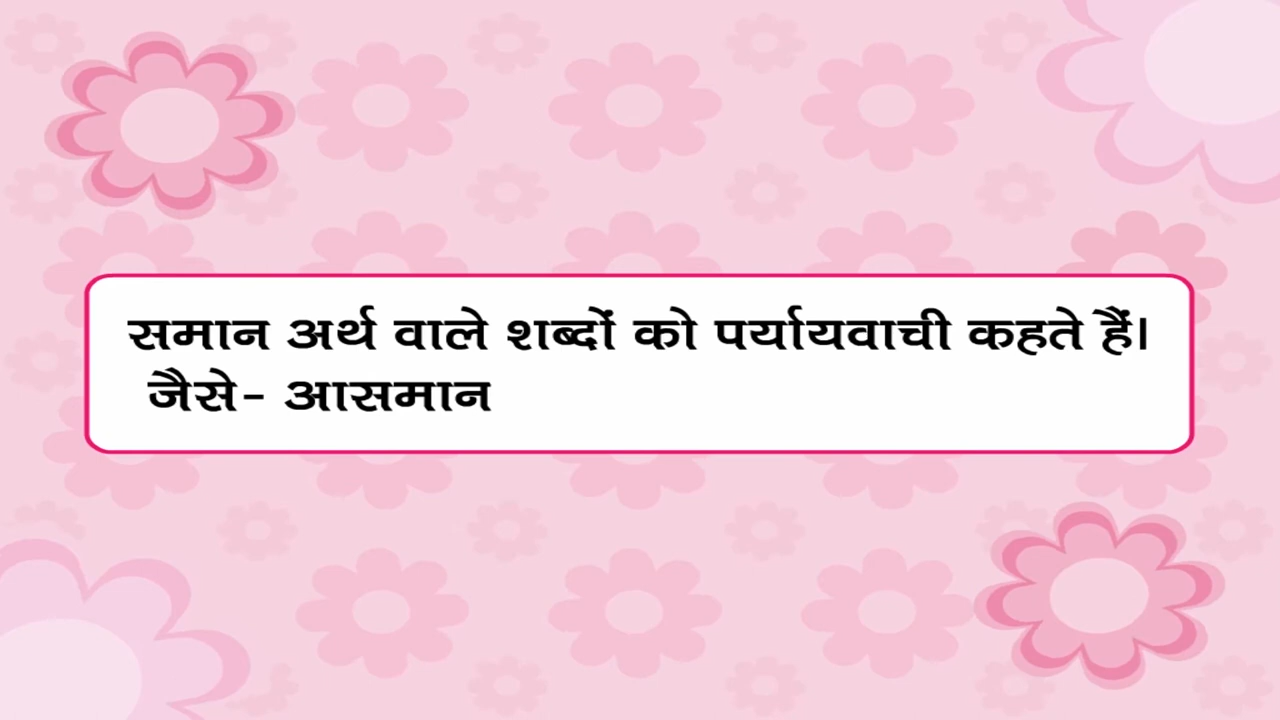 समान अर्थ वाले शब्दों को पर्यायवाची कहते हैं।
जैसे- आसमान